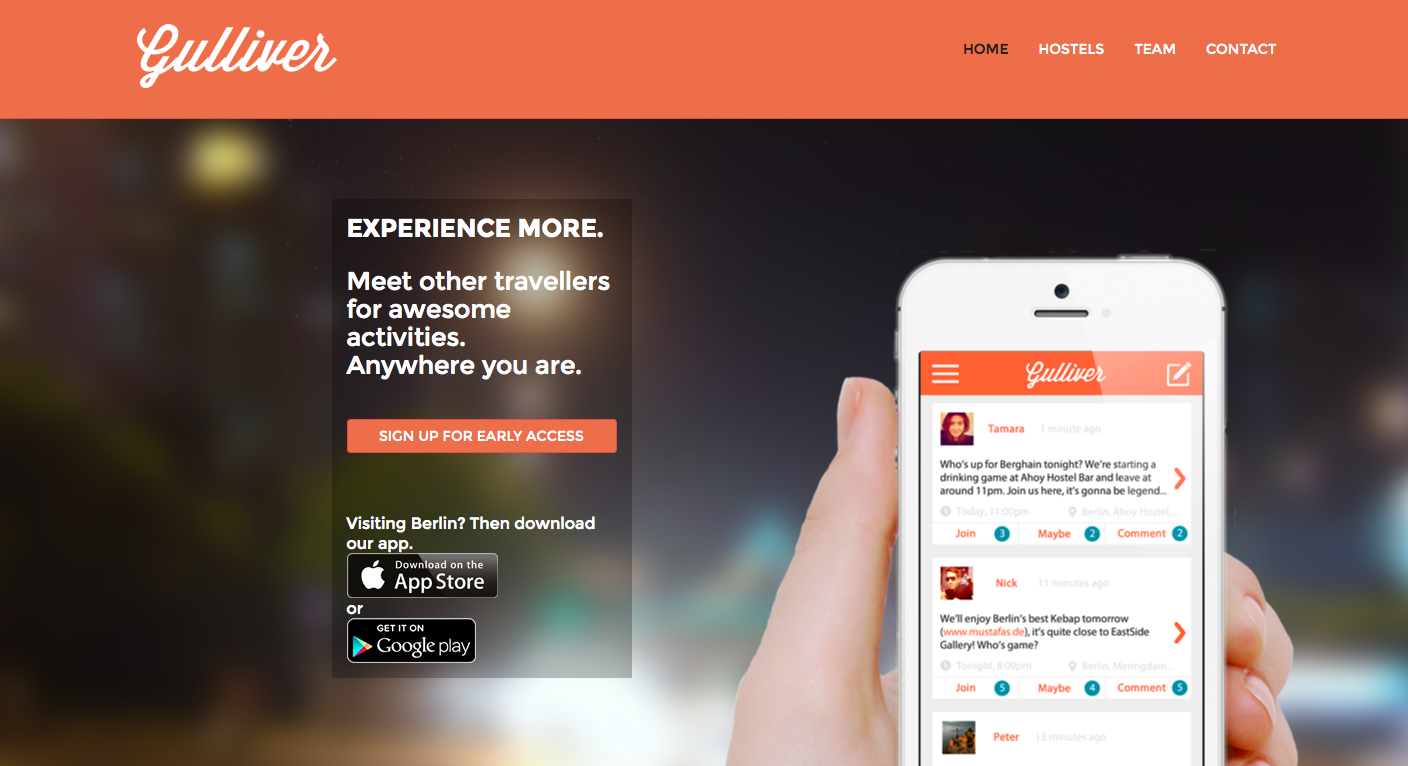 Gulliver
HOME HOSTELS TEAM CONTACT
EXPERIENCE MORE.
Meet other travellers
for awesome
activities.
Anywhere you are.
SIGN UP FOR EARLY ACCESS
Visiting Berlin? Then download
our app.
Download on the
App Store
or
GET IT ON
Google play
Gulliver
Tamara 1 minute ago
Who's up for Berghain tonight? We're starting a
drinking game at Ahoy Hostel Bar and leave at
around 11pm. Join us here, it's gonna be legend...
Today, 11:00pm Berlin, Ahoy Hostel, ...
Join 3 Maybe 2 Comment 2
Nick 11 minutes ago
We'll enjoy Berlin's best Kebap tomorrow
(www.mustafas.de), it's quite close to EastSide
Gallery! Who's game?
Tonight, 8:00pm Berlin, Meringdam...
Join 5 Maybe 4 Comment 5
Peter 13 minutes ago